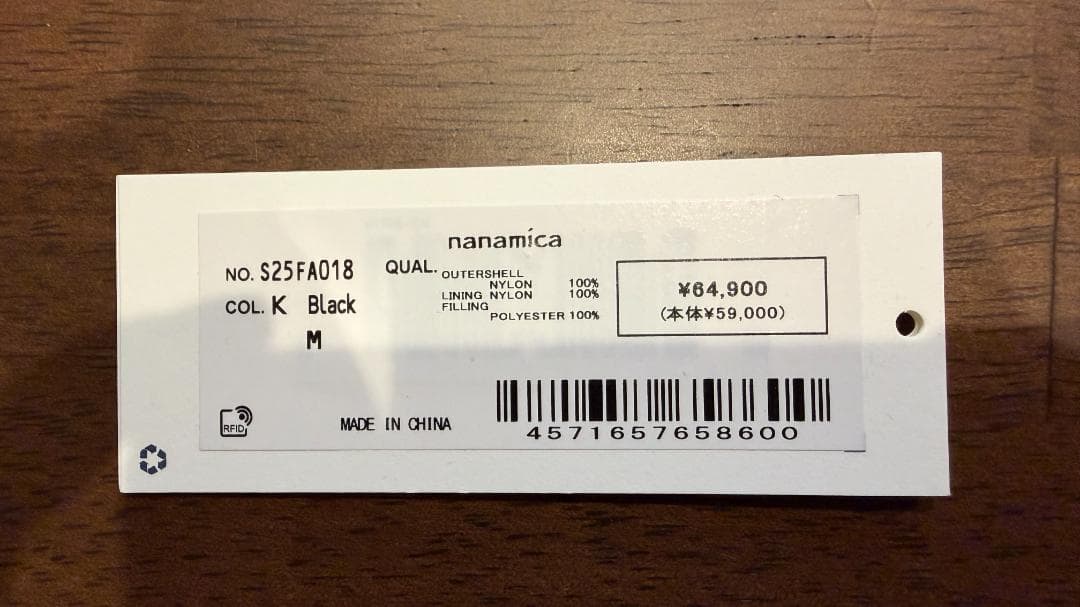 nanamica
NO. S25FA018
COL. K Black
M
QUAL. OUTERSHELL
NYLON 100%
LINING NYLON 100%
FILLING
POLYESTER 100%
¥64,900
(本体¥59,000)
RFID
MADE IN CHINA
4571657658600